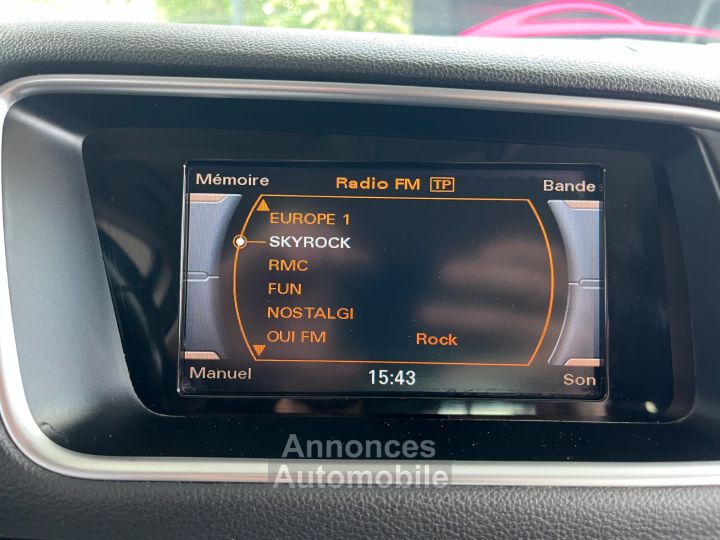 Mémoire
Radio FM TP
Bande
EUROPE 1
SKYROCK
RMC
FUN
NOSTALGI
OUI FM Rock
Manuel
15:43
Son
Annonces
Automobile